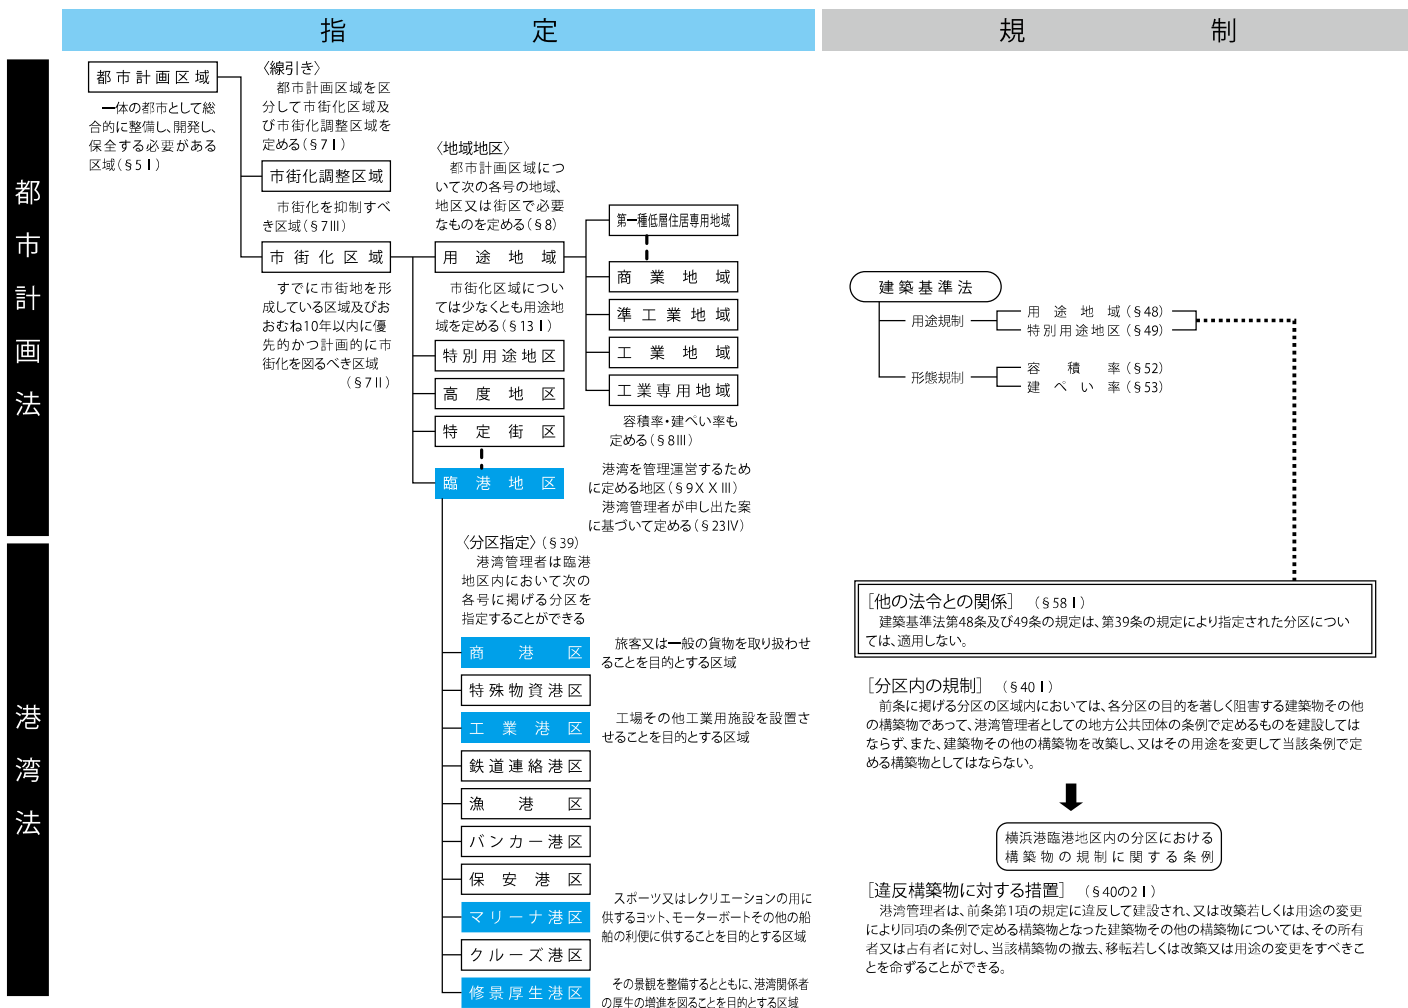 指定
規制
都市計画法
都市計画区域
一体の都市として総
合的に整備し、開発し、
保全する必要がある
区域(§5Ⅰ)
〈線引き〉
都市計画区域を区
分して市街化区域及
び市街化調整区域を
定める(§7Ⅰ)
市街化調整区域
市街化を抑制すべ
き区域(§7Ⅲ)
市街化区域
すでに市街地を形
成している区域及びお
おむね10年以内に優
先的かつ計画的に市
街化を図るべき区域
(§7Ⅱ)
〈地域地区〉
都市計画区域につ
いて次の各号の地域、
地区又は街区で必要
なものを定める(§8)
用途地域
市街化区域につい
ては少なくとも用途地
域を定める(§13Ⅰ)
特別用途地区
高度地区
特定街区
臨港地区
第一種低層住居専用地域
商業地域
準工業地域
工業地域
工業専用地域
容積率・建ぺい率も
定める(§8Ⅲ)
港湾を管理運営するため
に定める地区(§9ⅩⅩⅢ)
港湾管理者が申し出た案
に基づいて定める(§23Ⅳ)
建築基準法
用途規制
用途地域(§48)
特別用途地区(§49)
形態規制
容積率(§52)
建ぺい率(§53)
港湾法
〈分区指定〉(§39)
港湾管理者は臨港
地区内において次の
各号に掲げる分区を
指定することができる
商港区
旅客又は一般の貨物を取り扱わせ
ることを目的とする区域
特殊物資港区
工業港区
工場その他工業用施設を設置さ
せることを目的とする区域
鉄道連絡港区
漁港区
バンカー港区
保安港区
マリーナ港区
スポーツ又はレクリエーションの用に
供するヨット、モーターボートその他の船
舶の利便に供することを目的とする区域
クルーズ港区
修景厚生港区
その景観を整備するとともに、港湾関係者
の厚生の増進を図ることを目的とする区域
[他の法令との関係] (§58Ⅰ)
建築基準法第48条及び49条の規定は、第39条の規定により指定された分区につい
ては、適用しない。
[分区内の規制] (§40Ⅰ)
前条に掲げる分区の区域内においては、各分区の目的を著しく阻害する建築物その他
の構築物であって、港湾管理者としての地方公共団体の条例で定めるものを建設しては
ならず、また、建築物その他の構築物を改築し、又はその用途を変更して当該条例で定
める構築物としてはならない。
横浜港臨港地区内の分区における
構築物の規制に関する条例
[違反構築物に対する措置] (§40の2Ⅰ)
港湾管理者は、前条第1項の規定に違反して建設され、又は改築若しくは用途の変更
により同項の条例で定める構築物となった建築物その他の構築物については、その所有
者又は占有者に対し、当該構築物の撤去、移転若しくは改築又は用途の変更をすべきこ
とを命ずることができる。